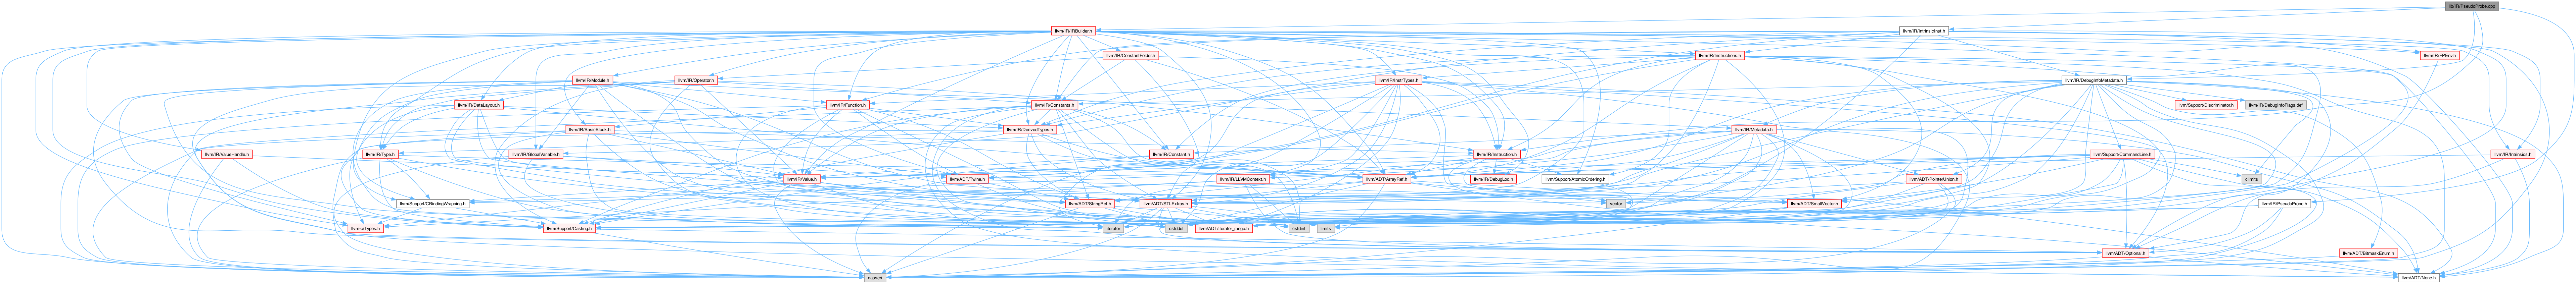 lib/IR/PseudoProbe.cpp
llvm/IR/IRBuilder.h
llvm/IR/IntrinsicInst.h
llvm/IR/ConstantFolder.h
llvm/IR/Instructions.h
llvm/IR/FPEnv.h
llvm/IR/Module.h
llvm/IR/Operator.h
llvm/IR/InstrTypes.h
llvm/IR/DebugInfoMetadata.h
llvm/IR/DataLayout.h
llvm/IR/Function.h
llvm/IR/Constants.h
llvm/Support/Discriminator.h
llvm/IR/DebugInfoFlags.def
llvm/IR/BasicBlock.h
llvm/IR/DerivedTypes.h
llvm/IR/Metadata.h
llvm/IR/ValueHandle.h
llvm/IR/Type.h
llvm/IR/GlobalVariable.h
llvm/IR/Constant.h
llvm/IR/Instruction.h
llvm/Support/CommandLine.h
llvm/IR/Intrinsics.h
llvm/IR/Value.h
llvm/ADT/Twine.h
llvm/IR/LLVMContext.h
llvm/ADT/ArrayRef.h
llvm/IR/DebugLoc.h
llvm/Support/AtomicOrdering.h
llvm/ADT/PointerUnion.h
climits
llvm/Support/CBindingWrapping.h
llvm/ADT/StringRef.h
llvm/ADT/STLExtras.h
vector
llvm/ADT/SmallVector.h
llvm/IR/PseudoProbe.h
llvm-c/Types.h
llvm/Support/Casting.h
iterator
cstddef
llvm/ADT/iterator_range.h
cstdint
limits
llvm/ADT/Optional.h
llvm/ADT/BitmaskEnum.h
cassert
llvm/ADT/None.h